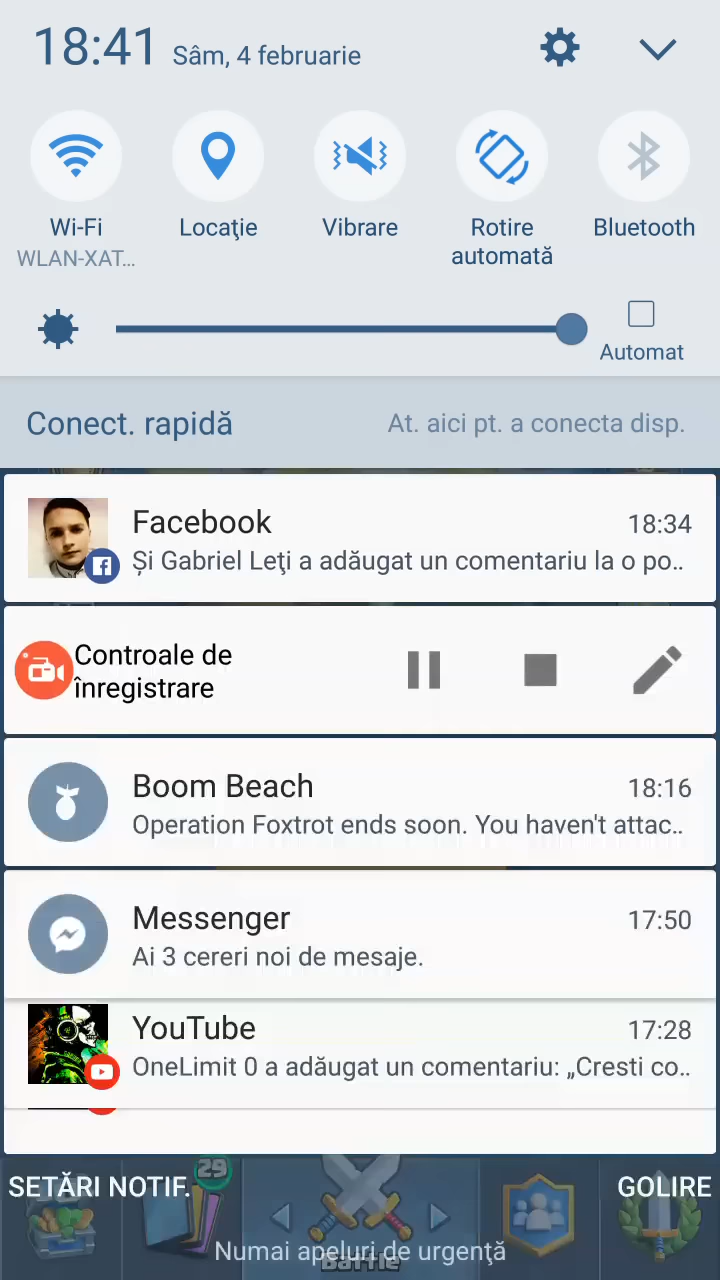 18:41 Sâm, 4 februarie
Wi-Fi
WLAN-XAT...
Locaţie
Vibrare
Rotire
automată
Bluetooth
Automat
Conect. rapidă
At. aici pt. a conecta disp.
Facebook
18:34
Și Gabriel Leţi a adăugat un comentariu la o po..
Controale de
înregistrare
Boom Beach
18:16
Operation Foxtrot ends soon. You haven't attac..
Messenger
17:50
Ai 3 cereri noi de mesaje.
YouTube
17:28
OneLimit 0 a adăugat un comentariu: „Cresti co..
29
SETĂRI NOTIF.
GOLIRE
Numai apeluri de urgenţă
Battle